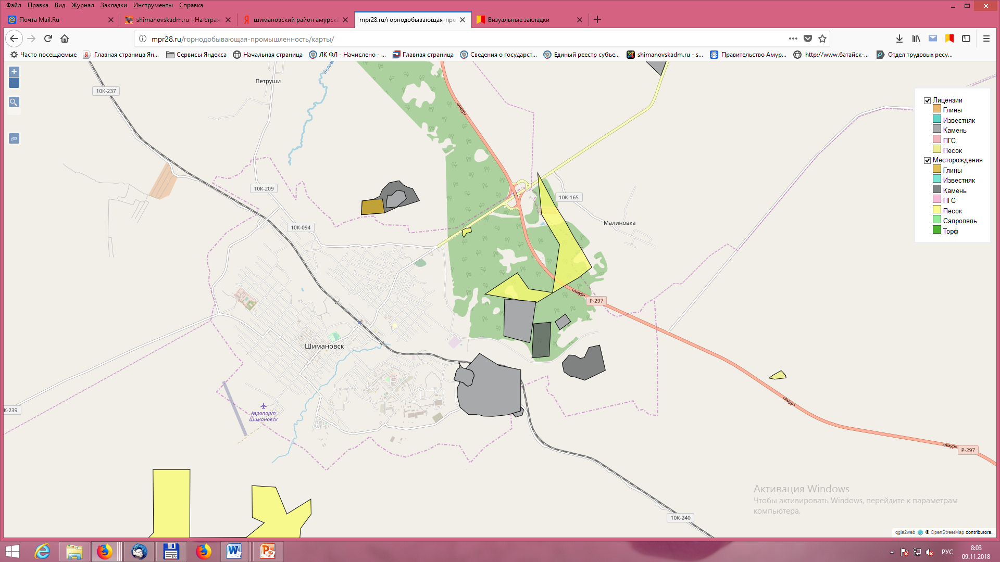 Файл Правка Вид Журнал Закладки Инструменты Справка
Почта Mail.Ru
shimanovskadm.ru - На страж
шимановский район амурска
mpr28.ru/горнодобывающая-про
Визуальные закладки
mpr28.ru/горнодобывающая-промышленность/карты/
Часто посещаемые
Главная страница Ян...
Сервисы Яндекса
Начальная страница
ЛК ФЛ - Начислено - ...
Главная страница
Сведения о государст...
Единый реестр субъе...
shimanovskadm.ru - s...
Правительство Амур...
http://www.батайск-...
Отдел трудовых ресу...
+
–
Петруши
10К-237
«Амур»
10К-209
10К-165
10К-094
Малиновка
«Амур»
Р-297
Шимановск
К-239
Аэропорт
Шимановск
«Амур»
«Амур»
Р-297
10К-240
Лицензии
Глины
Известняк
Камень
ПГС
Песок
Месторождения
Глины
Известняк
Камень
ПГС
Песок
Сапропель
Торф
Активация Windows
Чтобы активировать Windows, перейдите к параметрам
компьютера.
qgis2web © OpenStreetMap contributors.
64
РУС
8:03
09.11.2018